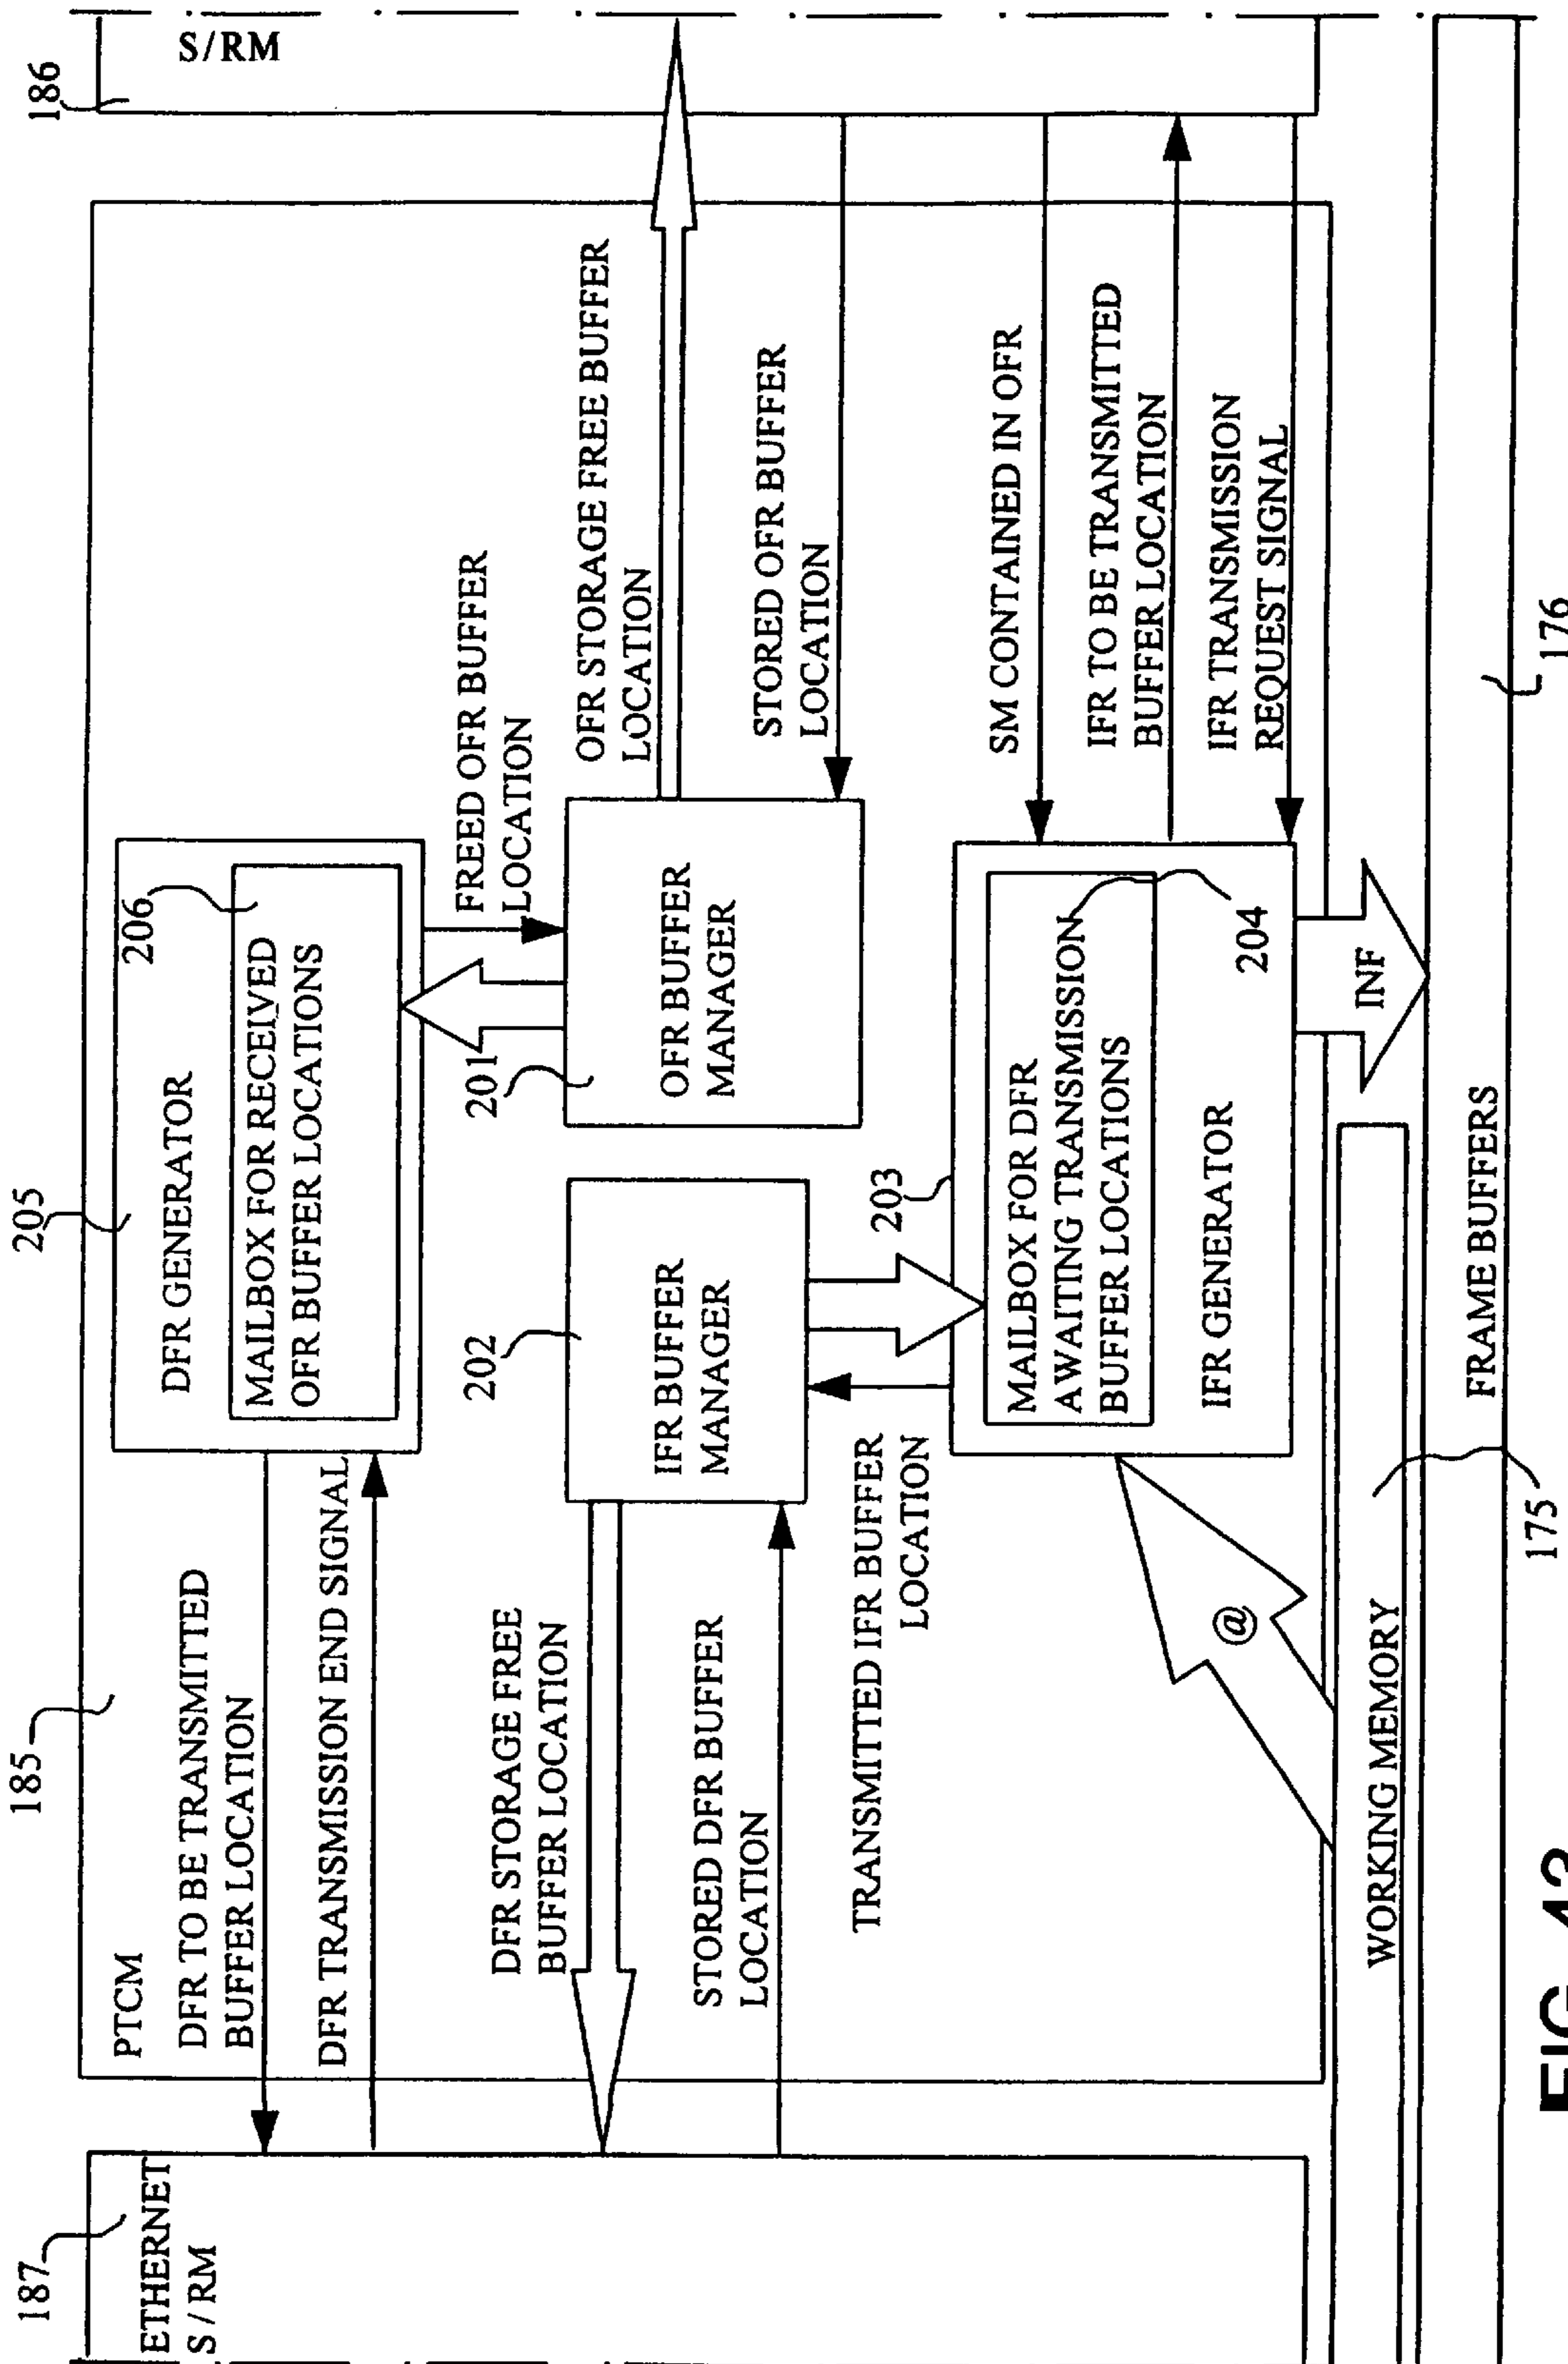 187
ETHERNET
S / RM
185
PTCM
DFR TO BE TRANSMITTED
BUFFER LOCATION
DFR TRANSMISSION END SIGNAL
205
DFR GENERATOR
206
MAILBOX FOR RECEIVED
OFR BUFFER LOCATIONS
FREED OFR BUFFER
LOCATION
186
S/RM
DFR STORAGE FREE
BUFFER LOCATION
STORED DFR BUFFER
LOCATION
202
IFR BUFFER
MANAGER
201
OFR BUFFER
MANAGER
OFR STORAGE FREE BUFFER
LOCATION
STORED OFR BUFFER
LOCATION
TRANSMITTED IFR BUFFER
LOCATION
203
MAILBOX FOR DFR
AWAITING TRANSMISSION
BUFFER LOCATIONS
204
IFR GENERATOR
SM CONTAINED IN OFR
IFR TO BE TRANSMITTED
BUFFER LOCATION
IFR TRANSMISSION
REQUEST SIGNAL
@
INF
WORKING MEMORY
175
FRAME BUFFERS
176
FIG. 43